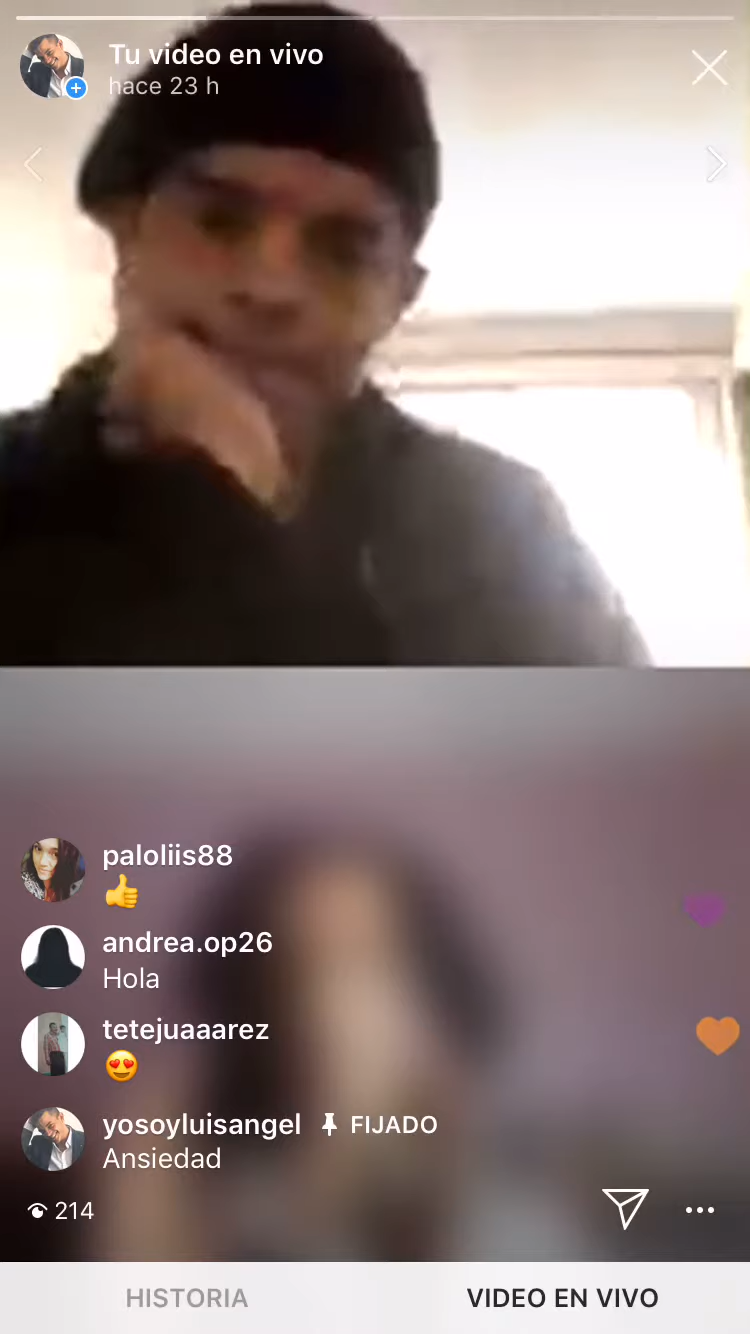 Tu video en vivo
hace 23 h
paloliis88
👍
andrea.op26
Hola
tetejuaaarez
😍
yosoyluisangel FIJADO
Ansiedad
214
HISTORIA
VIDEO EN VIVO